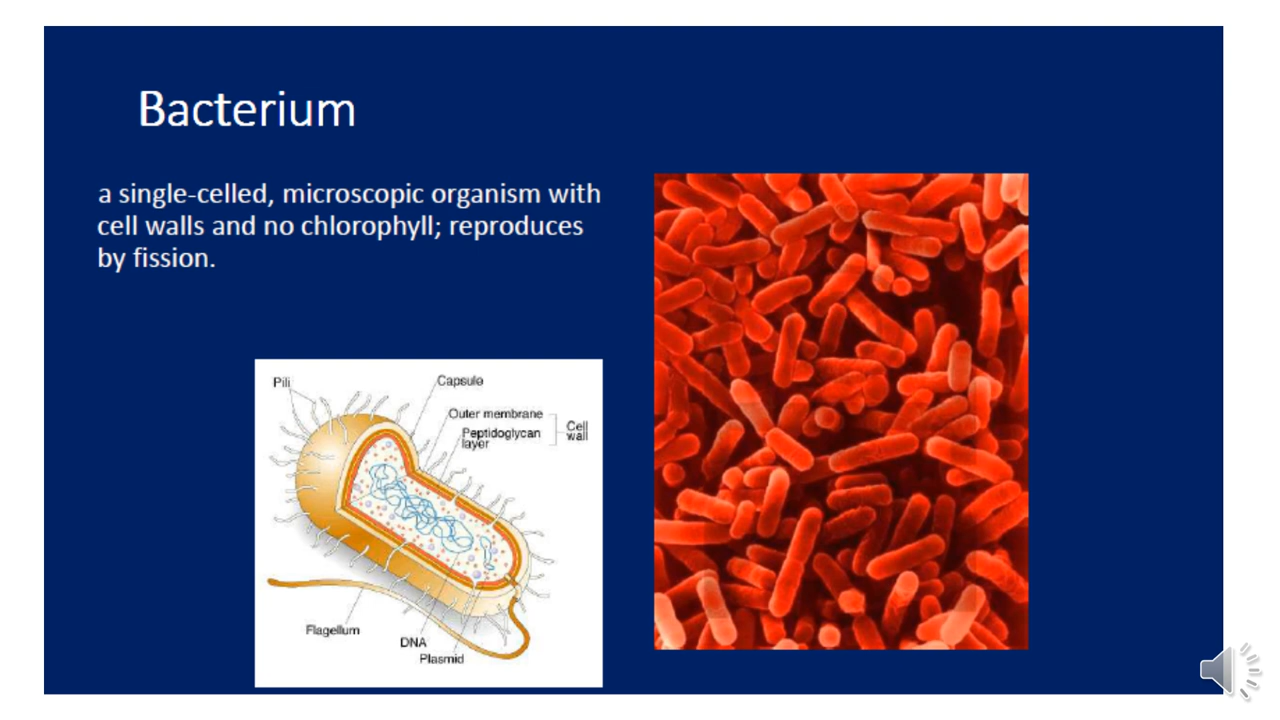 Bacterium
a single-celled, microscopic organism with
cell walls and no chlorophyll; reproduces
by fission.
Pili
Capsule
Outer membrane
Peptidoglycan
layer
Cell
wall
Flagellum
DNA
Plasmid